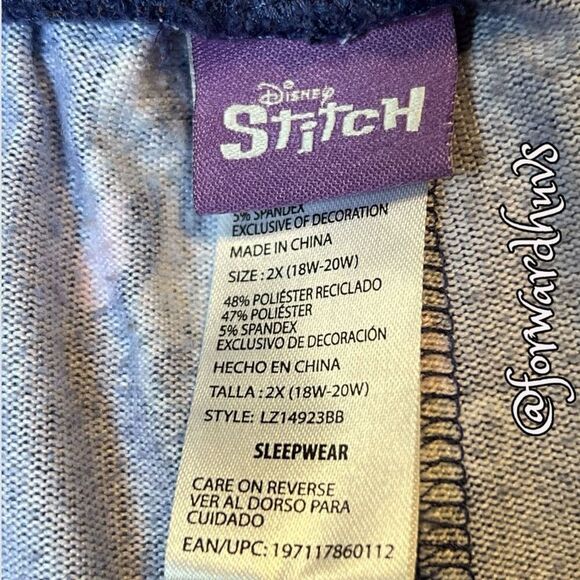 Disney
Stitch
5% SPANDEX
EXCLUSIVE OF DECORATION
MADE IN CHINA
SIZE : 2X (18W-20W)
48% POLIÉSTER RECICLADO
47% POLIÉSTER
5% SPANDEX
EXCLUSIVO DE DECORACIÓN
HECHO EN CHINA
TALLA : 2X (18W-20W)
STYLE: LZ14923BB
SLEEPWEAR
CARE ON REVERSE
VER AL DORSO PARA
CUIDADO
EAN/UPC: 197117860112
@forwardhuvs